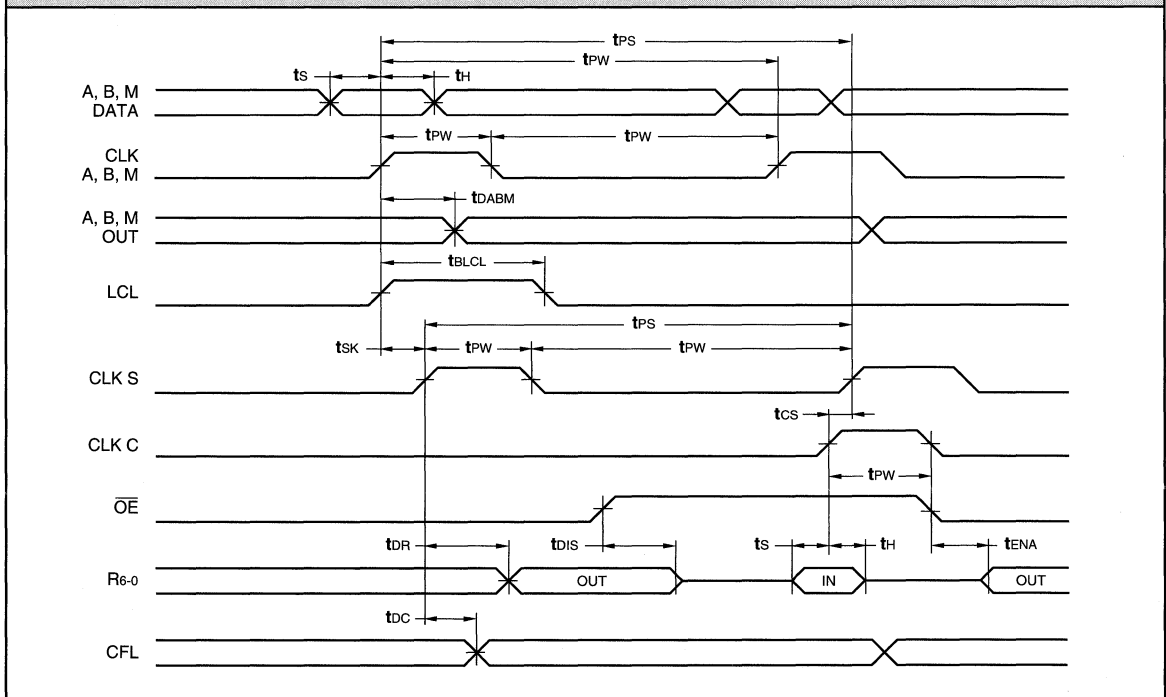 tPS
tPW
tS tH
A, B, M
DATA
tPW tPW
CLK
A, B, M
tDABM
A, B, M
OUT
tBLCL
LCL
tPS
tSK tPW tPW
CLK S
tCS
CLK C
tPW
OE
tDR tDIS tS tH tENA
R6-0 OUT IN OUT
tDC
CFL